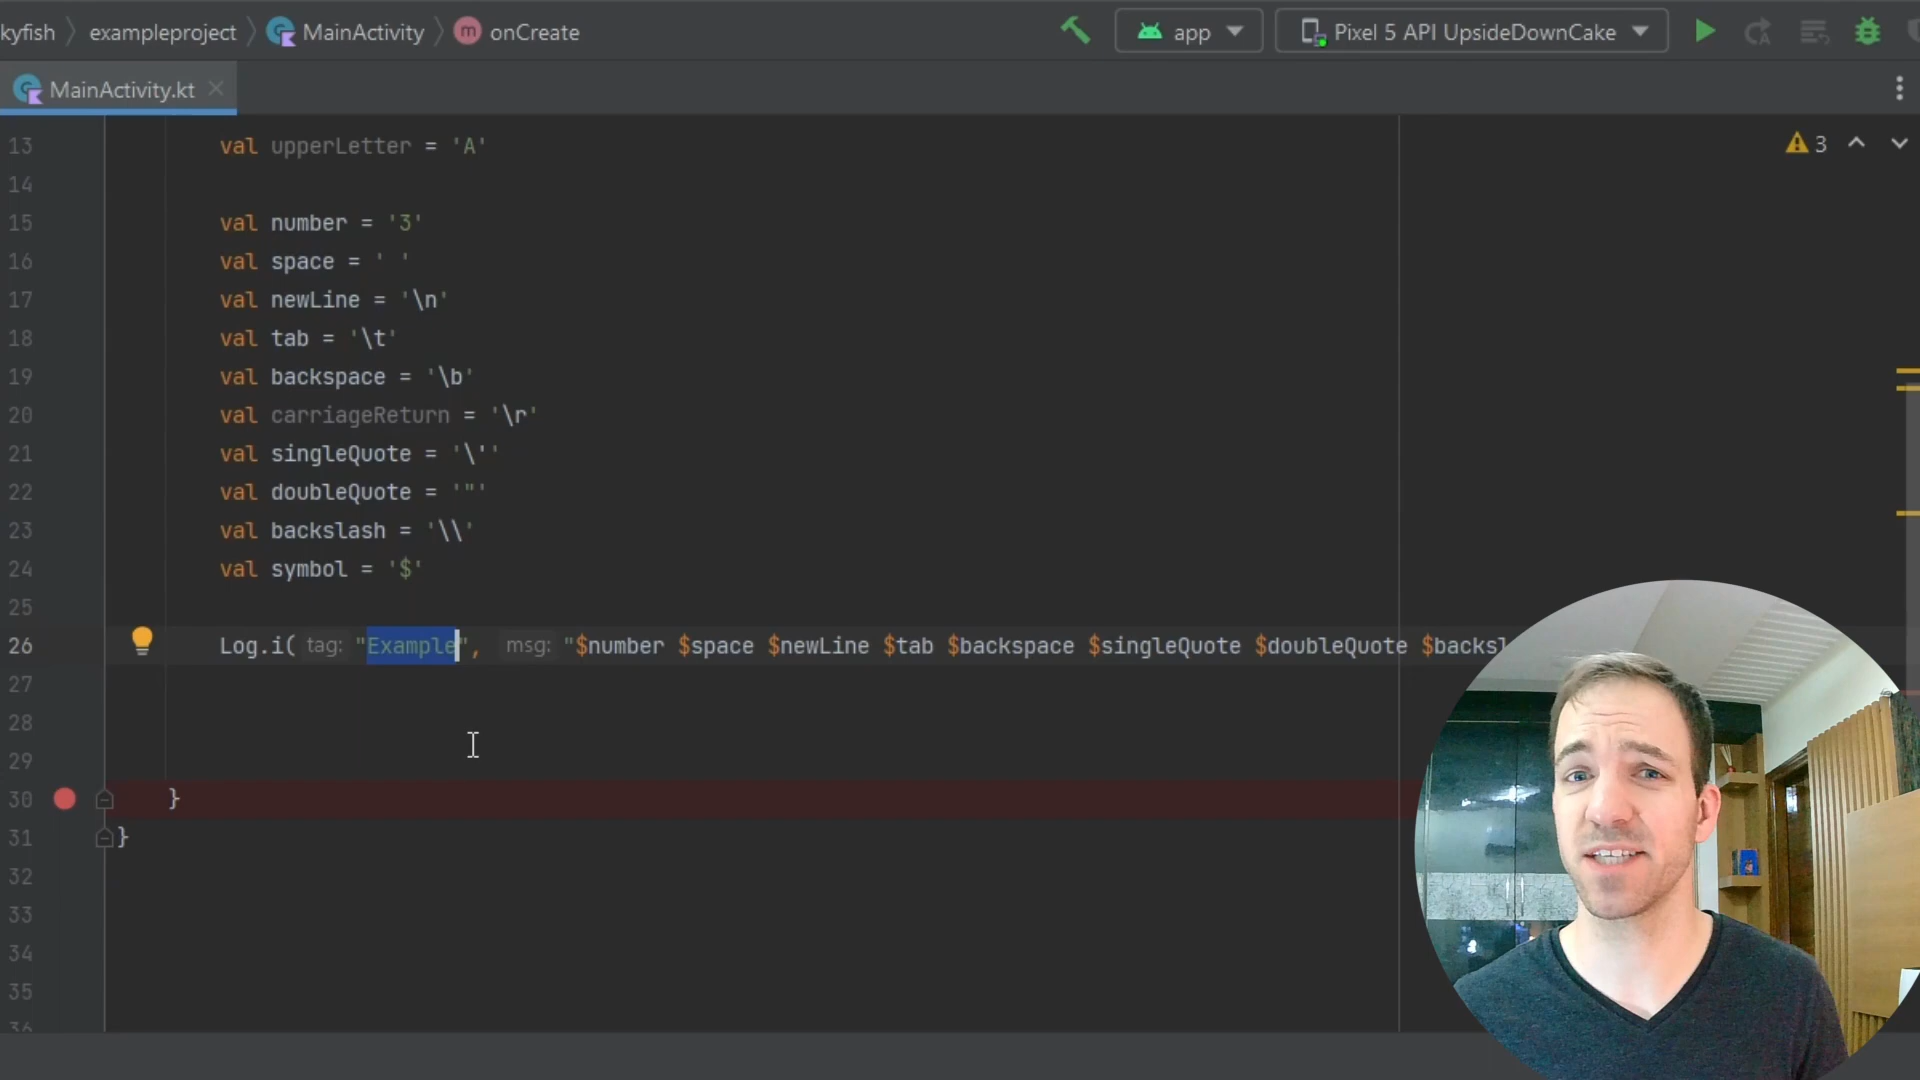 kyfish exampleproject MainActivity m onCreate app Pixel 5 API UpsideDownCake
MainActivity.kt
3
13 val upperLetter = 'A'
14
15 val number = '3'
16 val space = ' '
17 val newLine = '\n'
18 val tab = '\t'
19 val backspace = '\b'
20 val carriageReturn = '\r'
21 val singleQuote = '\''
22 val doubleQuote = '"'
23 val backslash = '\\'
24 val symbol = '$'
25
26 Log.i( tag: "Example", msg: "$number $space $newLine $tab $backspace $singleQuote $doubleQuote $backsl
27
28
29
30 }
31 }
32
33
34
35
36